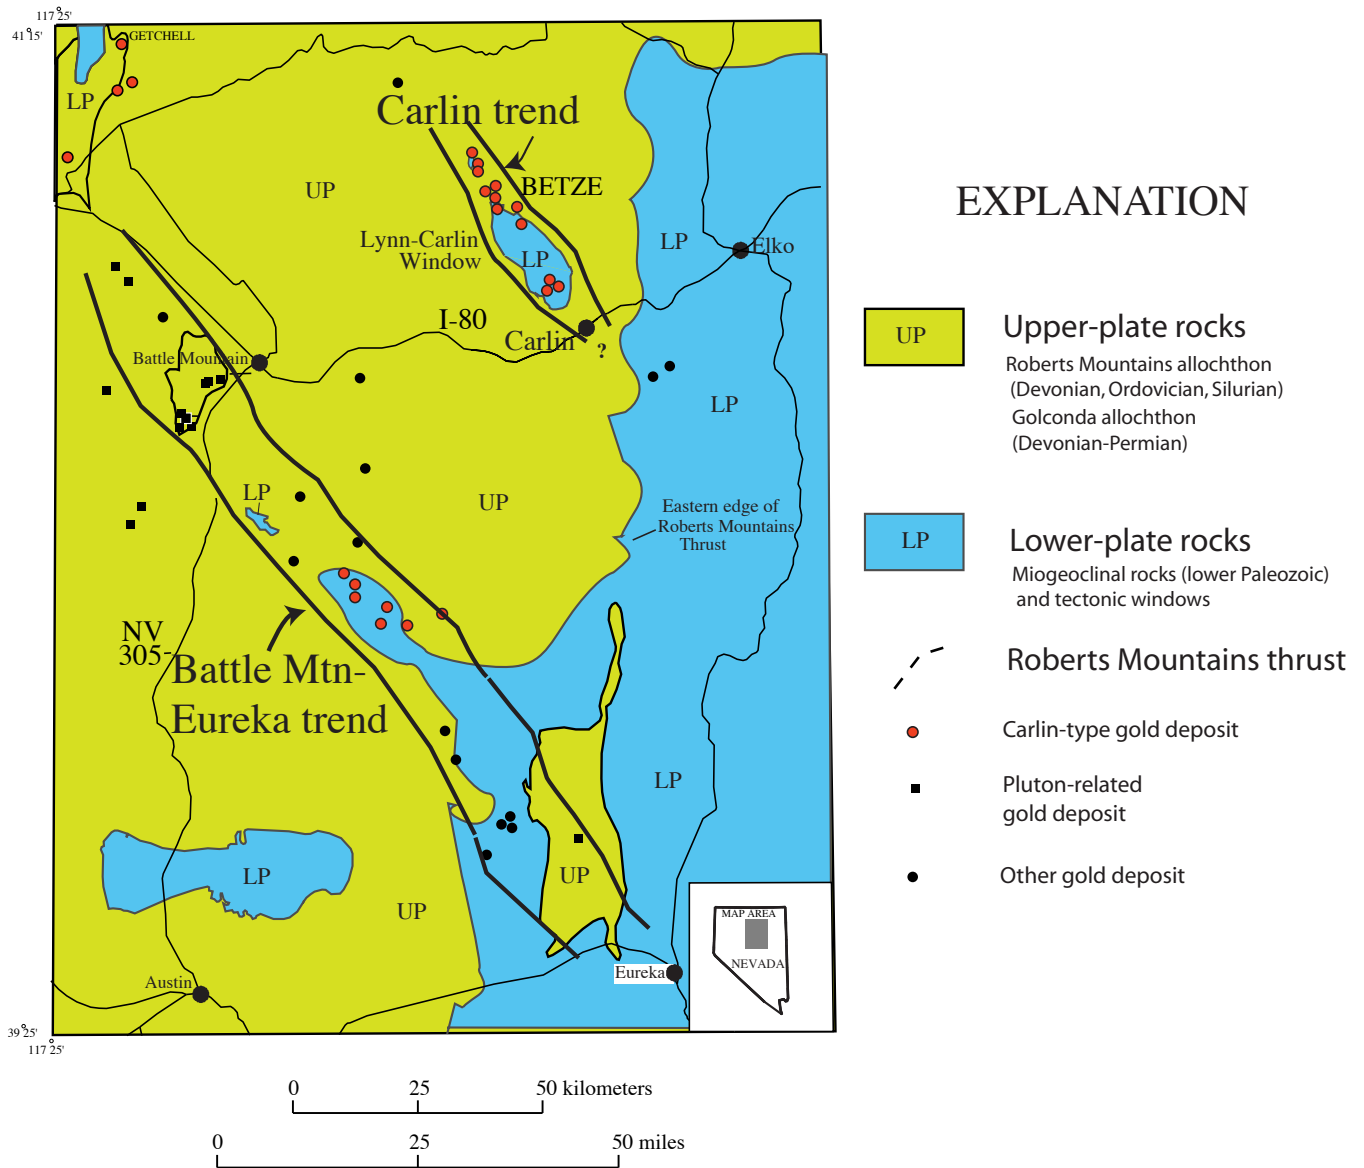 117°25'
41°15'
GETCHELL
LP
Carlin trend
UP
BETZE
Lynn-Carlin
Window
LP
LP
Elko
I-80
Carlin
?
Battle Mountain
LP
LP
UP
Eastern edge of
Roberts Mountains
Thrust
NV
305
Battle Mtn-
Eureka trend
LP
LP
UP
UP
MAP AREA
NEVADA
Eureka
Austin
39°25'
117°25'
0 25 50 kilometers
0 25 50 miles
EXPLANATION
UP
Upper-plate rocks
Roberts Mountains allochthon
(Devonian, Ordovician, Silurian)
Golconda allochthon
(Devonian-Permian)
LP
Lower-plate rocks
Miogeoclinal rocks (lower Paleozoic)
and tectonic windows
Roberts Mountains thrust
Carlin-type gold deposit
Pluton-related
gold deposit
Other gold deposit